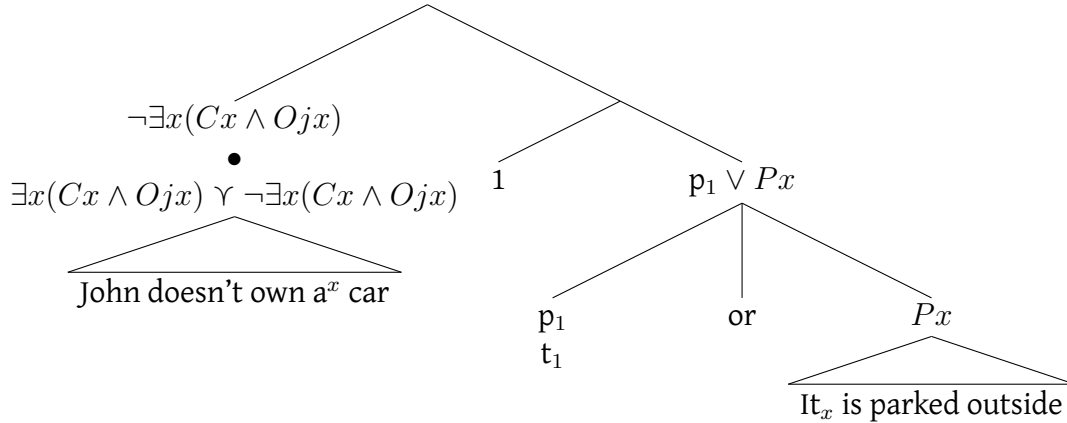 ¬∃x(Cx ∧ Ojx)
•
∃x(Cx ∧ Ojx) ⋎ ¬∃x(Cx ∧ Ojx)
John doesn't own aˣ car
1
p₁ ∨ Px
p₁
t₁
or
Px
Itₓ is parked outside